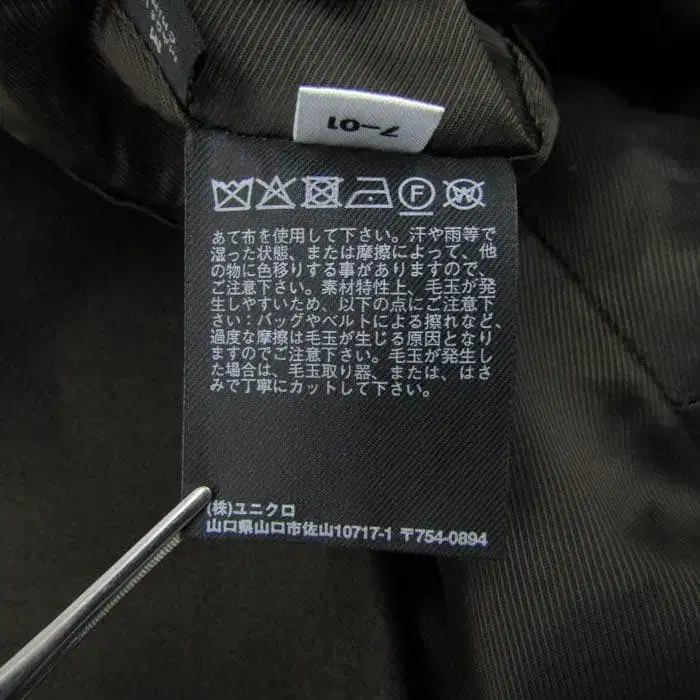 7-01
F
W
あて布を使用して下さい。汗や雨等で
湿った状態、または摩擦によって、他
の物に色移りする事がありますので、
ご注意下さい。素材特性上、毛玉が発
生しやすいため、以下の点にご注意下
さい：バッグやベルトによる擦れなど、
過度な摩擦は毛玉が生じる原因となり
ますのでご注意下さい。毛玉が発生し
た場合は、毛玉取り器、または、はさ
みで丁寧にカットして下さい。
(株)ユニクロ
山口県山口市佐山10717-1 〒754-0894